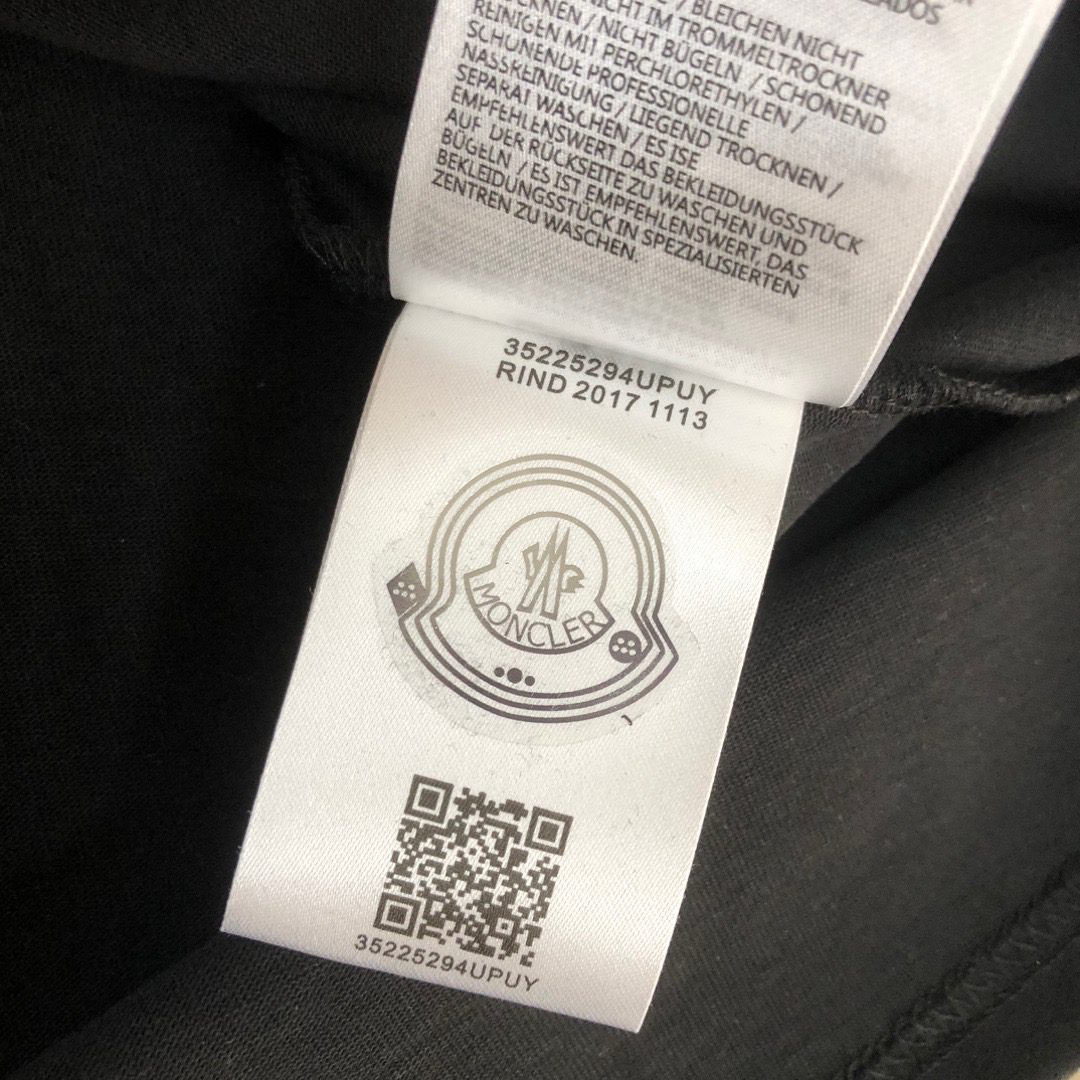 / BLEICHEN NICHT
NICHT IM TROMMELTROCKNER
/ NICHT BÜGELN / SCHONEND
REINIGEN MIT PERCHLORETHYLEN /
SCHONENDE PROFESSIONELLE
NASSREINIGUNG / LIEGEND TROCKNEN /
SEPARAT WASCHEN / ES ISE
EMPFEHLENSWERT DAS BEKLEIDUNGSSTÜCK
AUF DER RÜCKSEITE ZU WASCHEN UND
BÜGELN / ES IST EMPFEHLENSWERT, DAS
BEKLEIDUNGSSTÜCK IN SPEZIALISIERTEN
ZENTREN ZU WASCHEN.
35225294UPUY
RIND 2017 1113
MONCLER
35225294UPUY